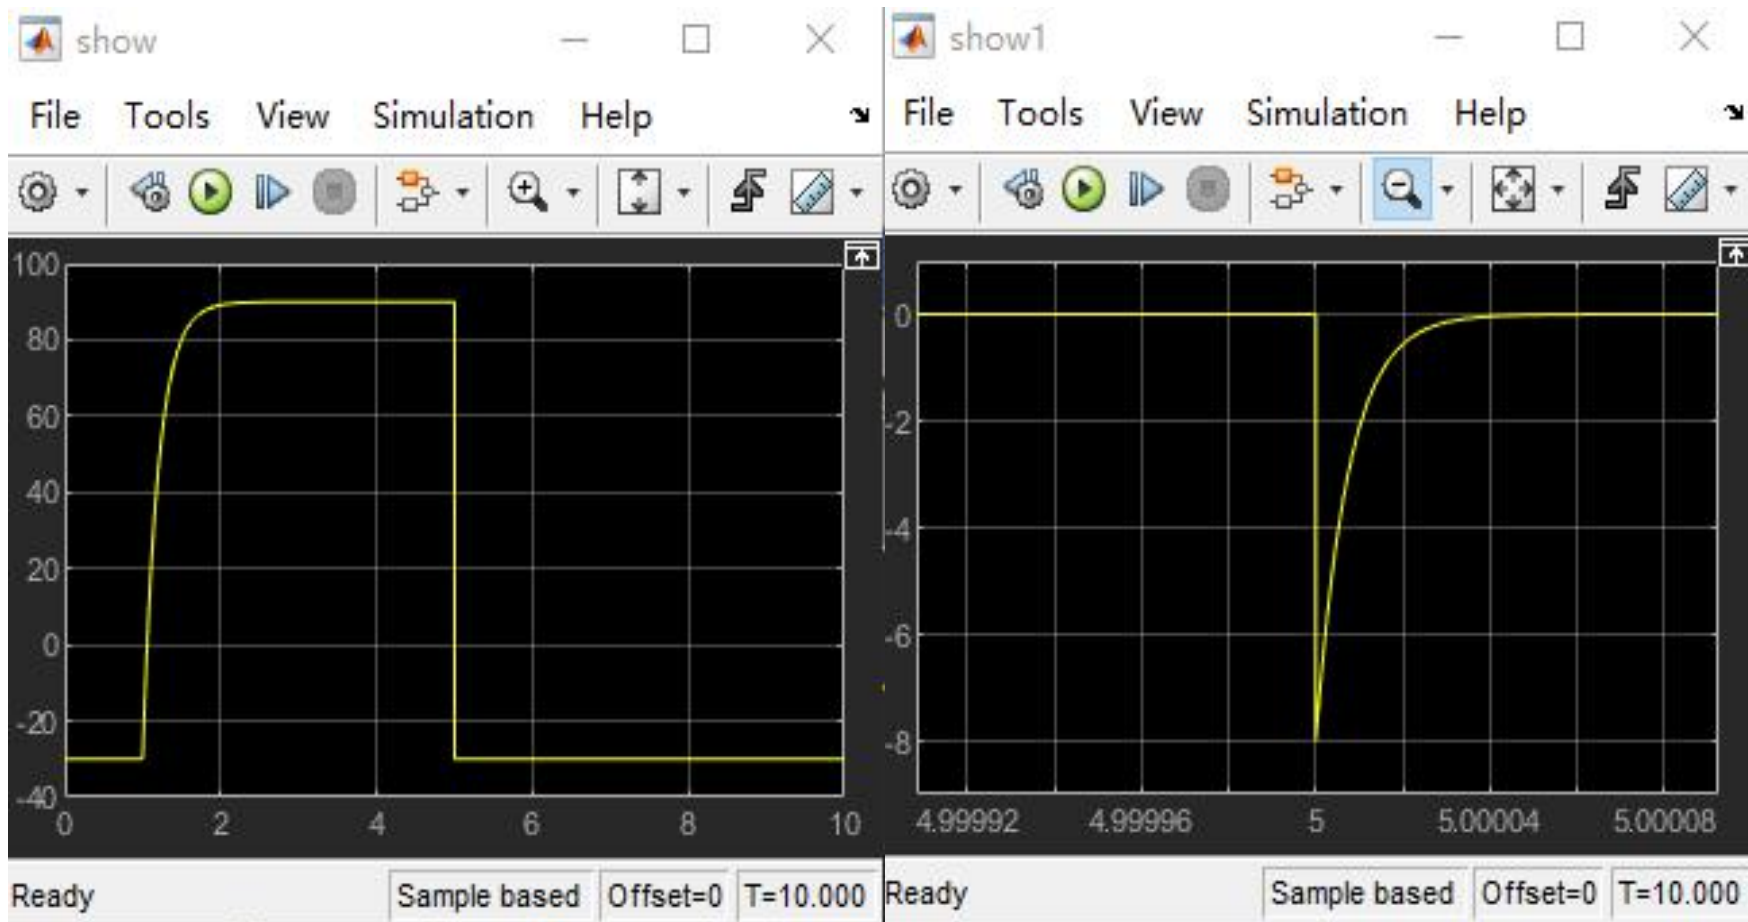 show
File Tools View Simulation Help
100
80
60
40
20
0
-20
-40
0 2 4 6 8 10
Ready Sample based Offset=0 T=10.000
show1
File Tools View Simulation Help
0
-2
-4
-6
-8
4.99992 4.99996 5 5.00004 5.00008
Ready Sample based Offset=0 T=10.000